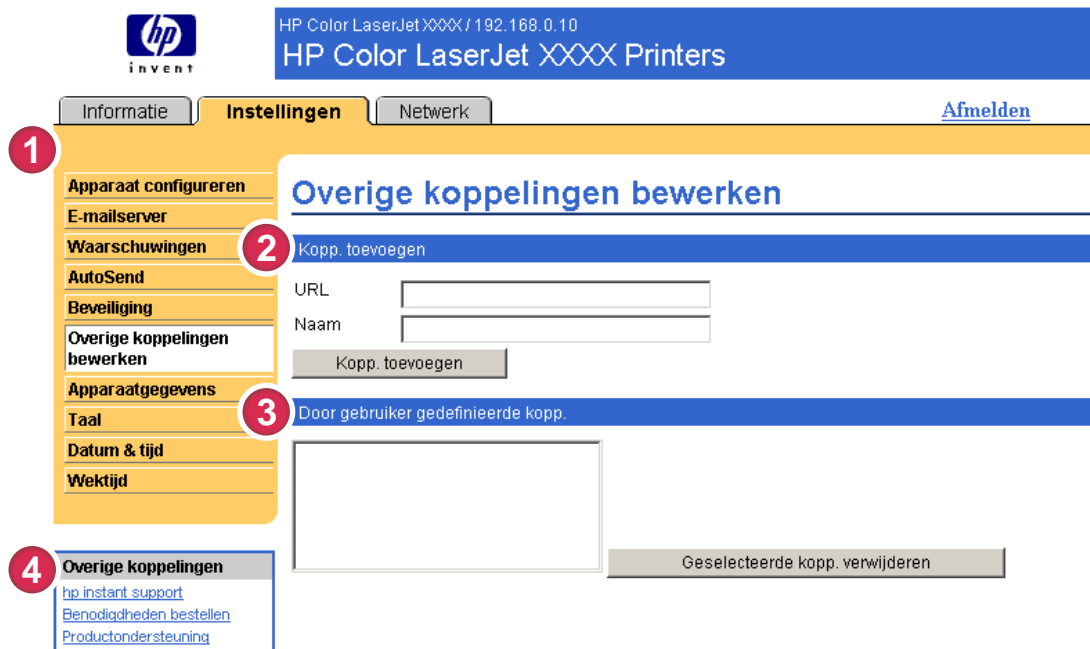 hp
invent
HP Color LaserJet XXXX / 192.168.0.10
HP Color LaserJet XXXX Printers
Informatie
Instellingen
Netwerk
Afmelden
1
Apparaat configureren
E-mailserver
Waarschuwingen
AutoSend
Beveiliging
Overige koppelingen
bewerken
Apparaatgegevens
Taal
Datum & tijd
Wektijd
Overige koppelingen bewerken
2
Kopp. toevoegen
URL
Naam
Kopp. toevoegen
3
Door gebruiker gedefinieerde kopp.
Geselecteerde kopp. verwijderen
4
Overige koppelingen
hp instant support
Benodigdheden bestellen
Productondersteuning